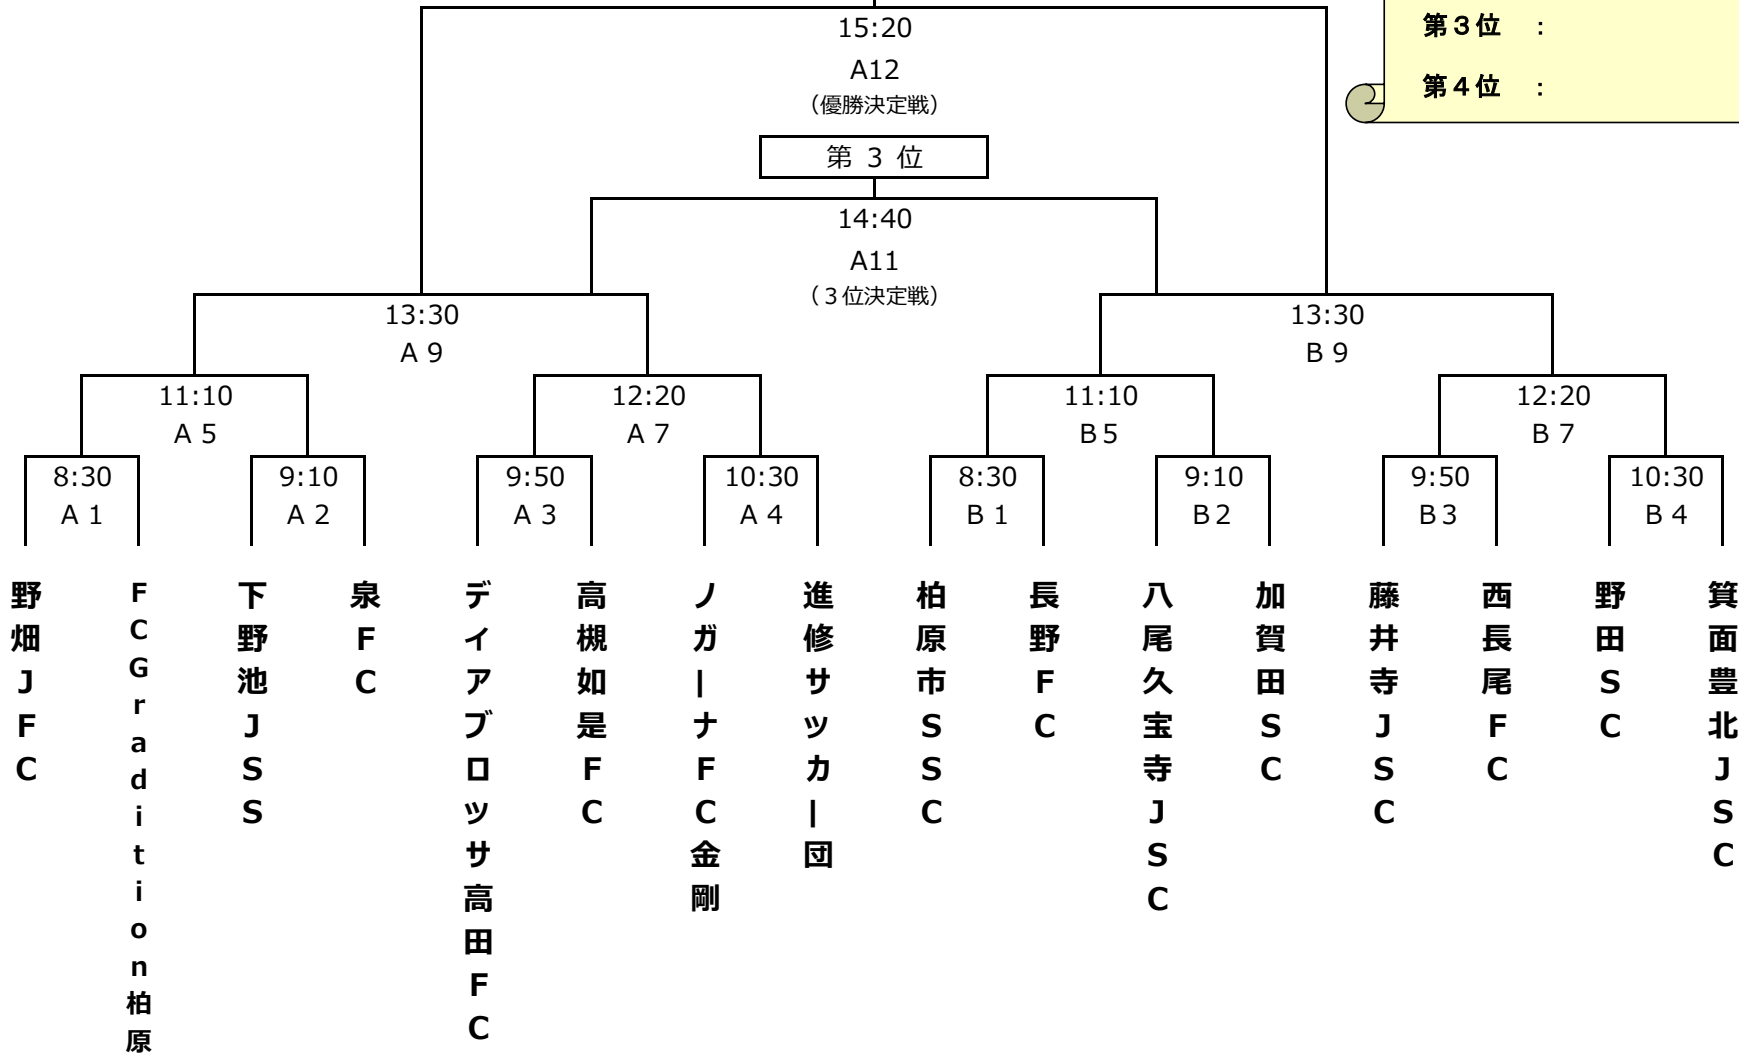 15:20
A12
（優勝決定戦）
第３位　：
第４位　：
第 3 位
14:40
A11
（３位決定戦）
13:30
A 9
13:30
B 9
11:10
A 5
12:20
A 7
11:10
B5
12:20
B 7
8:30
A 1
9:10
A 2
9:50
A 3
10:30
A 4
8:30
B 1
9:10
B2
9:50
B3
10:30
B 4
野畑JFC
FCGradition柏原
下野池JSS
泉FC
ディアブロッサ高田FC
高槻如是FC
ノガーナFC金剛
進修サッカー団
柏原市SSC
長野FC
八尾久宝寺JSC
加賀田SC
藤井寺JSC
西長尾FC
野田SC
箕面豊北JSC